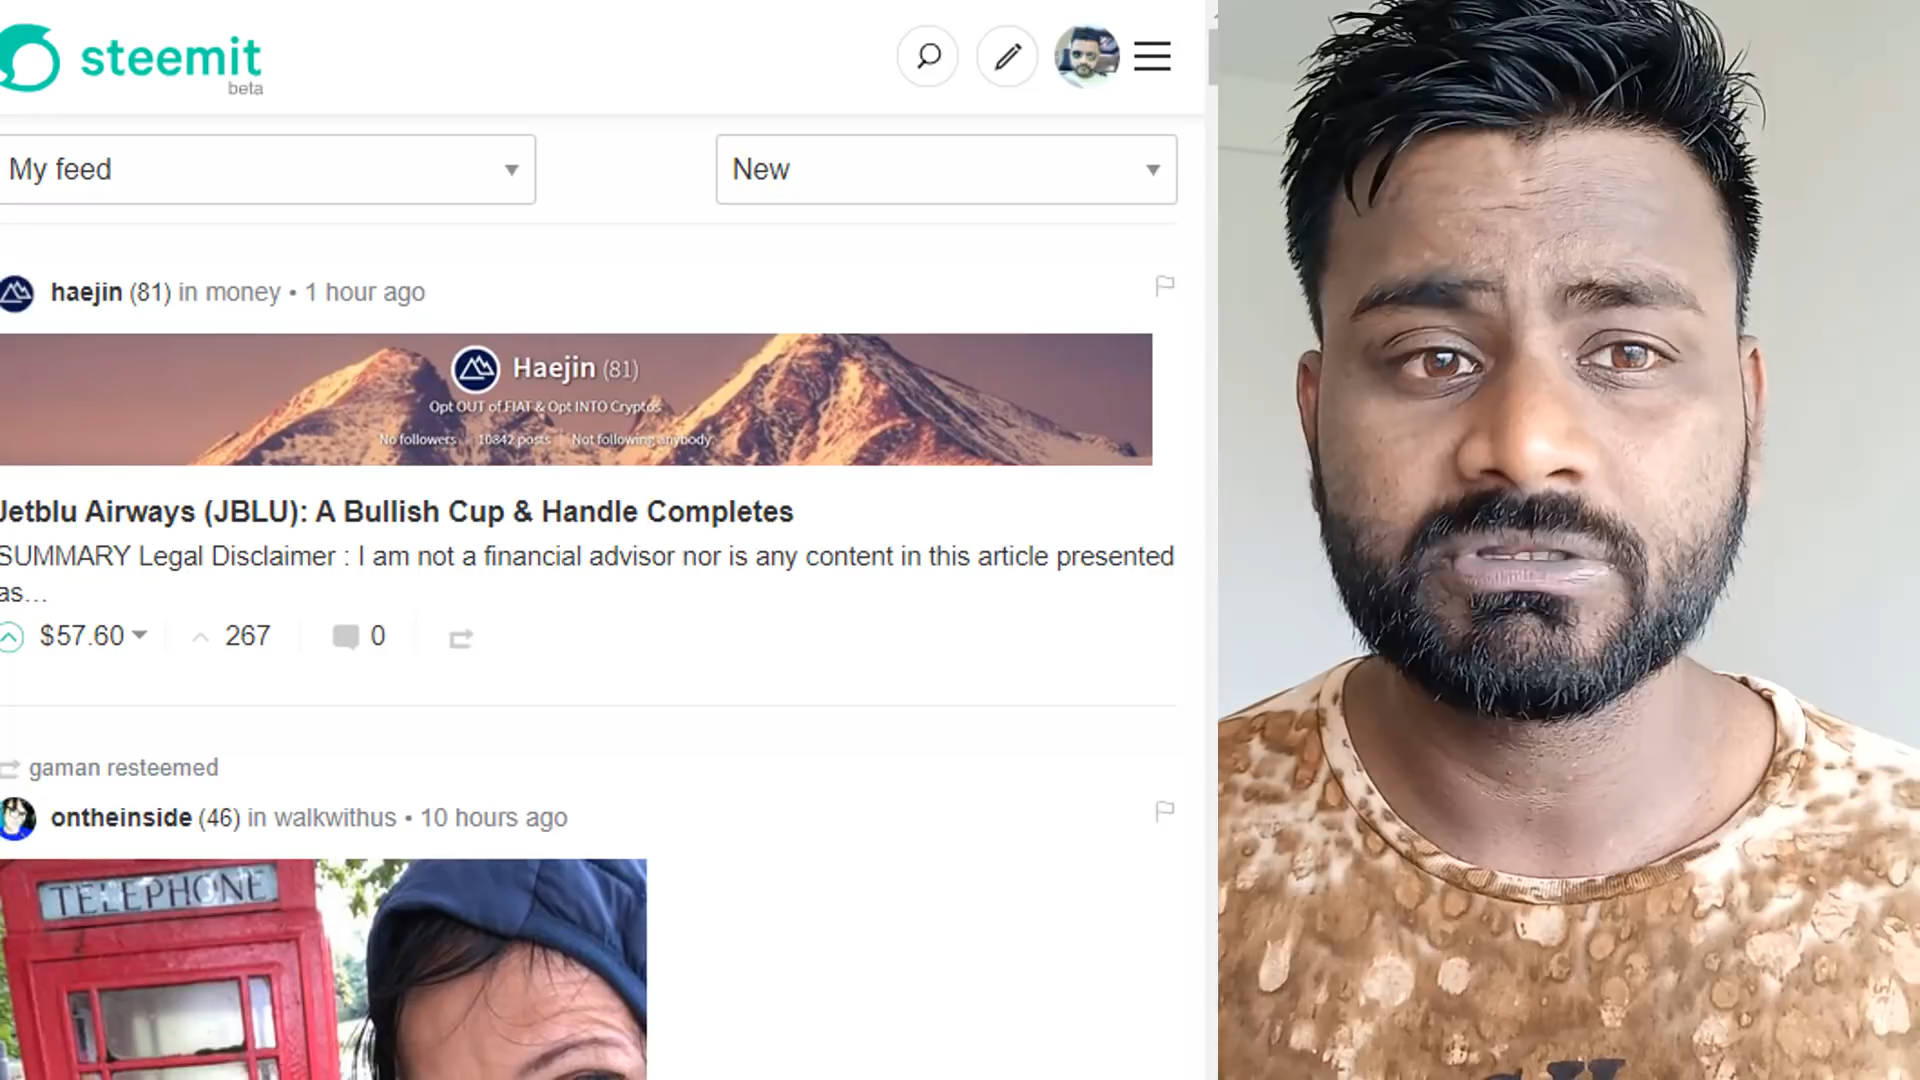 steemit
beta
My feed
New
haejin (81) in money • 1 hour ago
Haejin (81)
Opt OUT of FIAT & Opt INTO Cryptos
No followers 10842 posts Not following anybody
Jetblu Airways (JBLU): A Bullish Cup & Handle Completes
SUMMARY Legal Disclaimer : I am not a financial advisor nor is any content in this article presented
as...
$57.60 267 0
gaman resteemed
ontheinside (46) in walkwithus • 10 hours ago
TELEPHONE